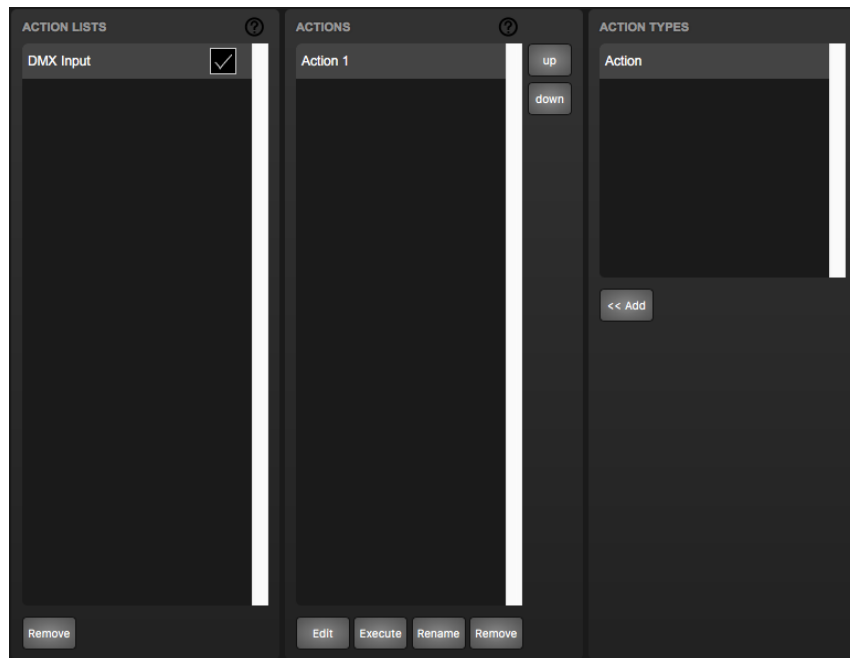 ACTION LISTS
DMX Input
Remove
ACTIONS
Action 1
up
down
Edit
Execute
Rename
Remove
ACTION TYPES
Action
<< Add